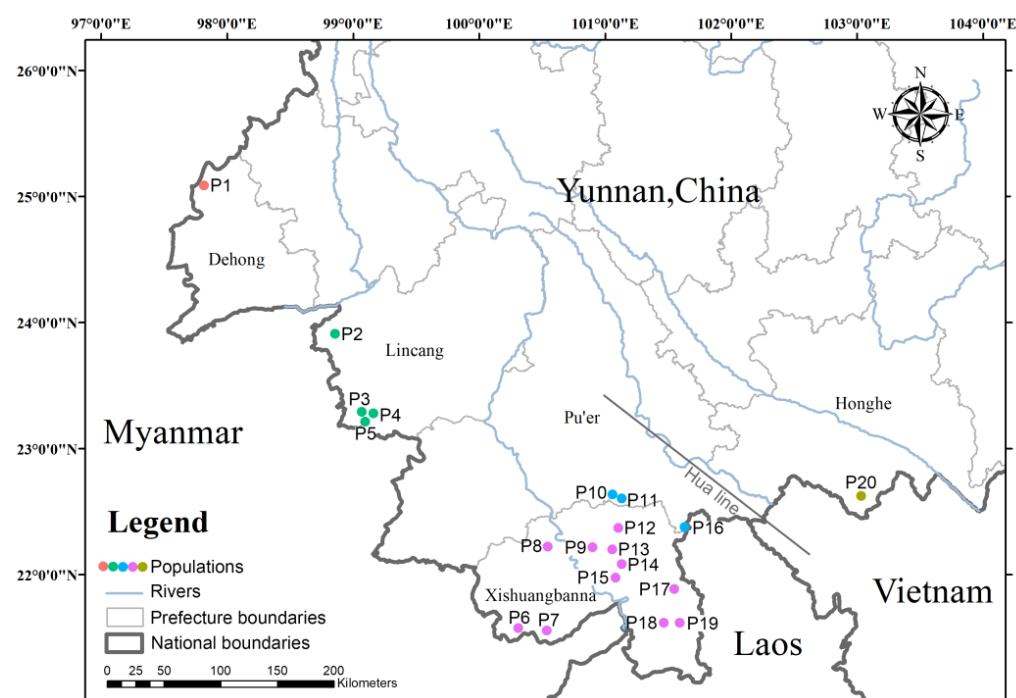 97°0'0"E
98°0'0"E
99°0'0"E
100°0'0"E
101°0'0"E
102°0'0"E
103°0'0"E
104°0'0"E
26°0'0"N
25°0'0"N
24°0'0"N
23°0'0"N
22°0'0"N
N
W
E
S
Yunnan,China
P1
Dehong
P2
Lincang
P3
P4
P5
Myanmar
Pu'er
Honghe
Hua line
P20
P10
P11
P12
P16
P8
P9
P13
P14
P15
P17
Xishuangbanna
P6
P7
P18
P19
Vietnam
Laos
Legend
Populations
Rivers
Prefecture boundaries
National boundaries
0 25 50 100 150 200
Kilometers